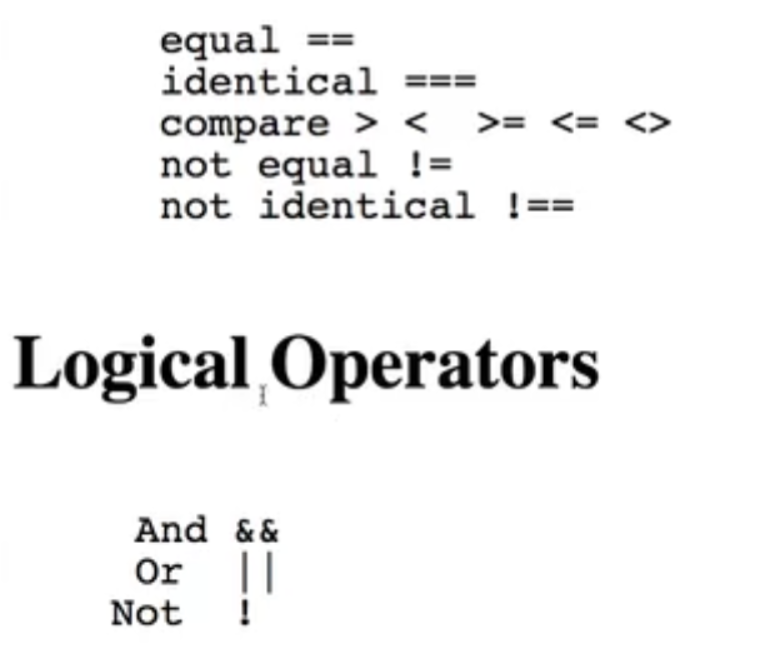 equal ==
identical ===
compare > <  >= <= <>
not equal !=
not identical !==
Logical Operators
And &&
Or  ||
Not  !